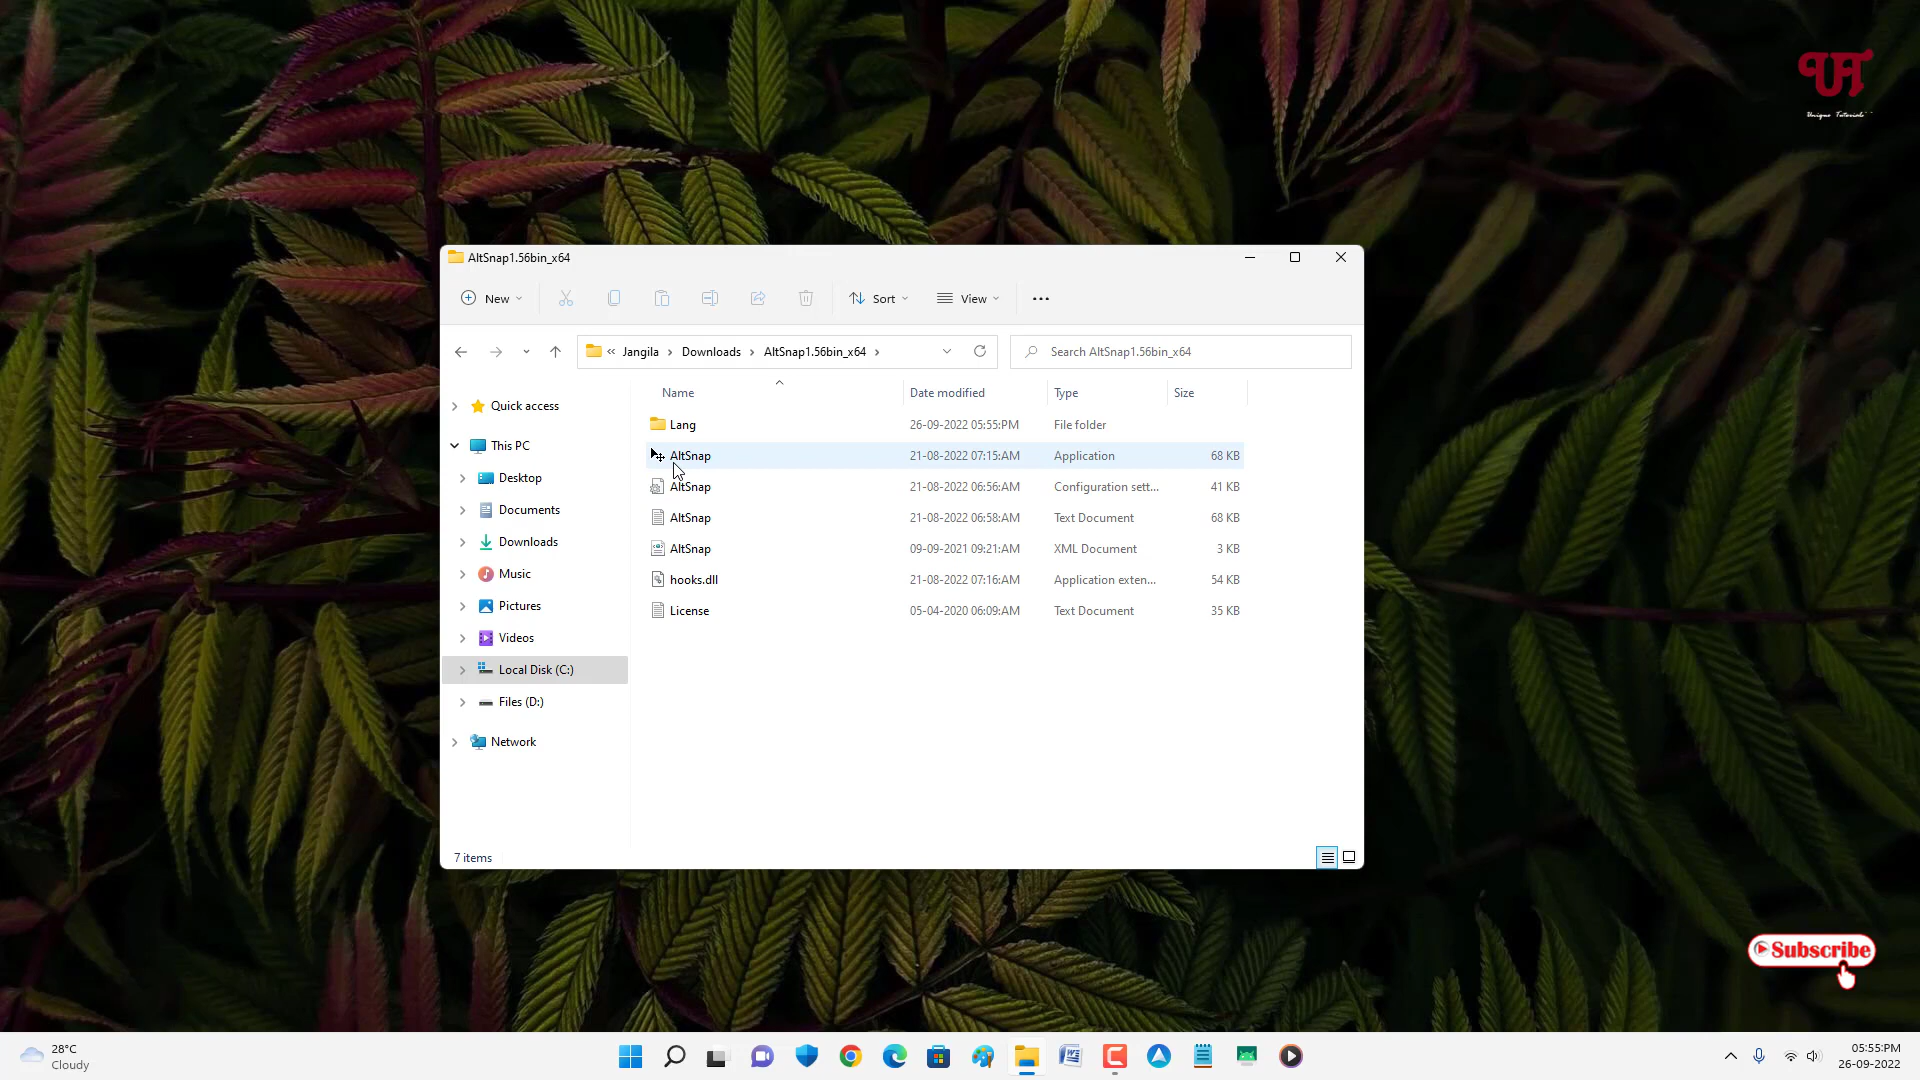 UT
Unique Tutorials
AltSnap1.56bin_x64
New
Sort
View
«
Jangila > Downloads > AltSnap1.56bin_x64 >
Search AltSnap1.56bin_x64
Name Date modified Type Size
Quick access
This PC
Desktop
Documents
Downloads
Music
Pictures
Videos
Local Disk (C:)
Files (D:)
Network
Lang 26-09-2022 05:55:PM File folder
AltSnap 21-08-2022 07:15:AM Application 68 KB
AltSnap 21-08-2022 06:56:AM Configuration sett... 41 KB
AltSnap 21-08-2022 06:58:AM Text Document 68 KB
AltSnap 09-09-2021 09:21:AM XML Document 3 KB
hooks.dll 21-08-2022 07:16:AM Application exten... 54 KB
License 05-04-2020 06:09:AM Text Document 35 KB
7 items
Subscribe
28°C
Cloudy
05:55:PM
26-09-2022